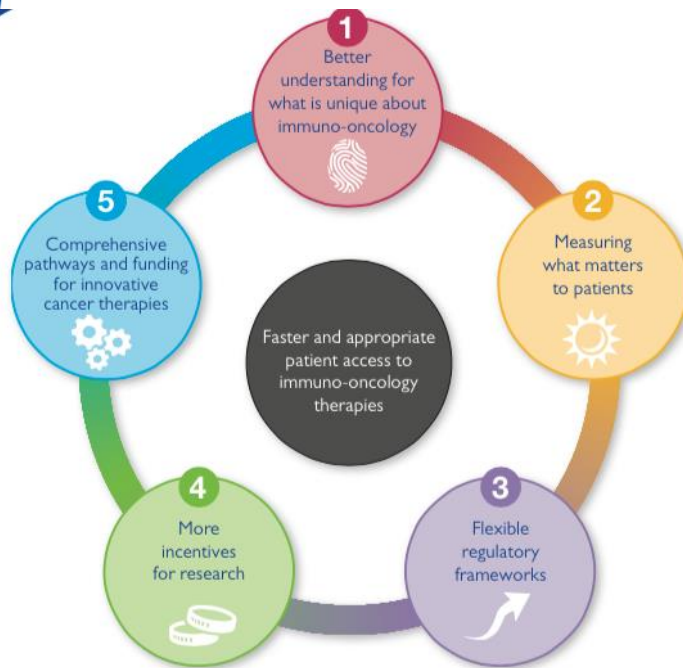 1
Better
understanding for
what is unique about
immuno-oncology
2
Measuring
what matters
to patients
3
Flexible
regulatory
frameworks
4
More
incentives
for research
5
Comprehensive
pathways and funding
for innovative
cancer therapies
Faster and appropriate
patient access to
immuno-oncology
therapies